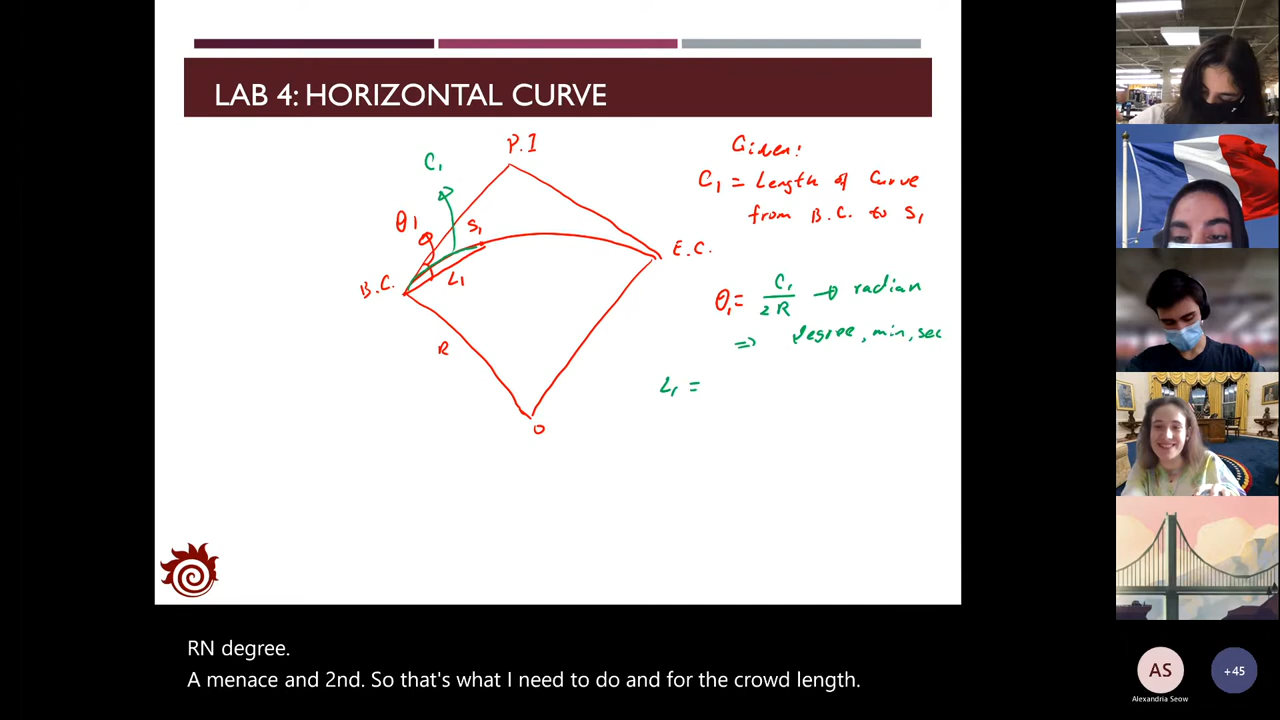 LAB 4: HORIZONTAL CURVE
P.I
C1
θ1
S1
L1
B.C.
E.C.
R
O
Given:
C1 = Length of Curve
from B.C. to S1
θ1 = C1 / 2R → radian
⇒ degree, min, sec
L1 =
RN degree.
A menace and 2nd. So that's what I need to do and for the crowd length.
AS
Alexandria Seow
+45